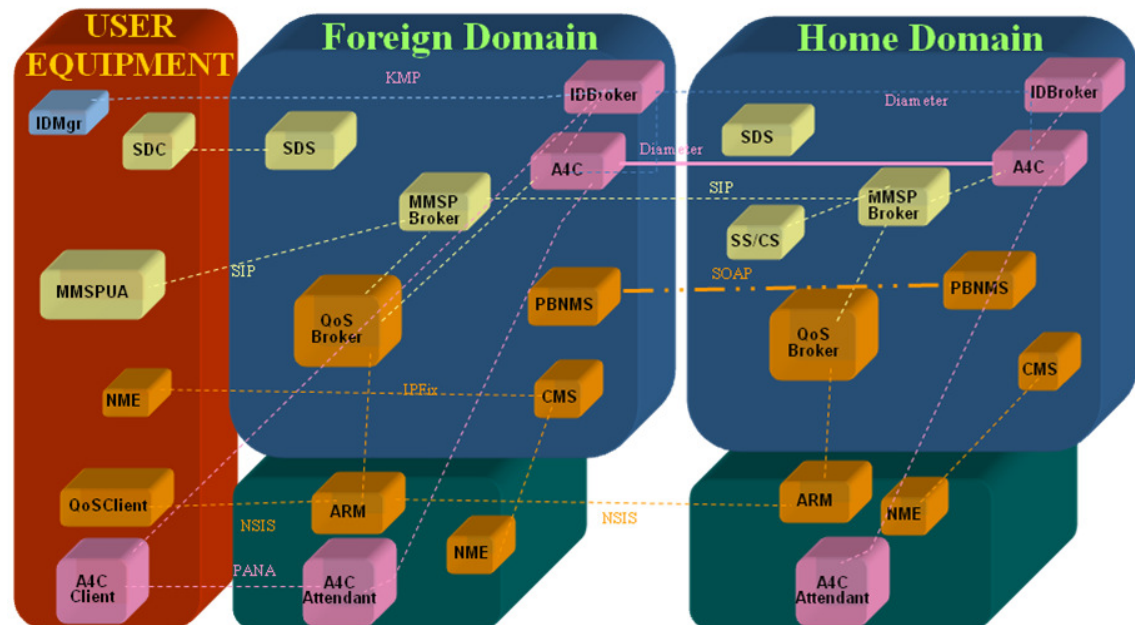 USER
EQUIPMENT
Foreign Domain
Home Domain
KMP
IDBroker
IDBroker
IDMgr
Diameter
SDC
SDS
SDS
Diameter
A4C
A4C
MMSP
Broker
SIP
MMSP
Broker
SS/CS
MMSPUA
SIP
SOAP
PBNMS
PBNMS
QoS
Broker
QoS
Broker
NME
IPFix
CMS
CMS
QoSClient
ARM
ARM
NSIS
NSIS
NME
NME
A4C
Client
PANA
A4C
Attendant
A4C
Attendant